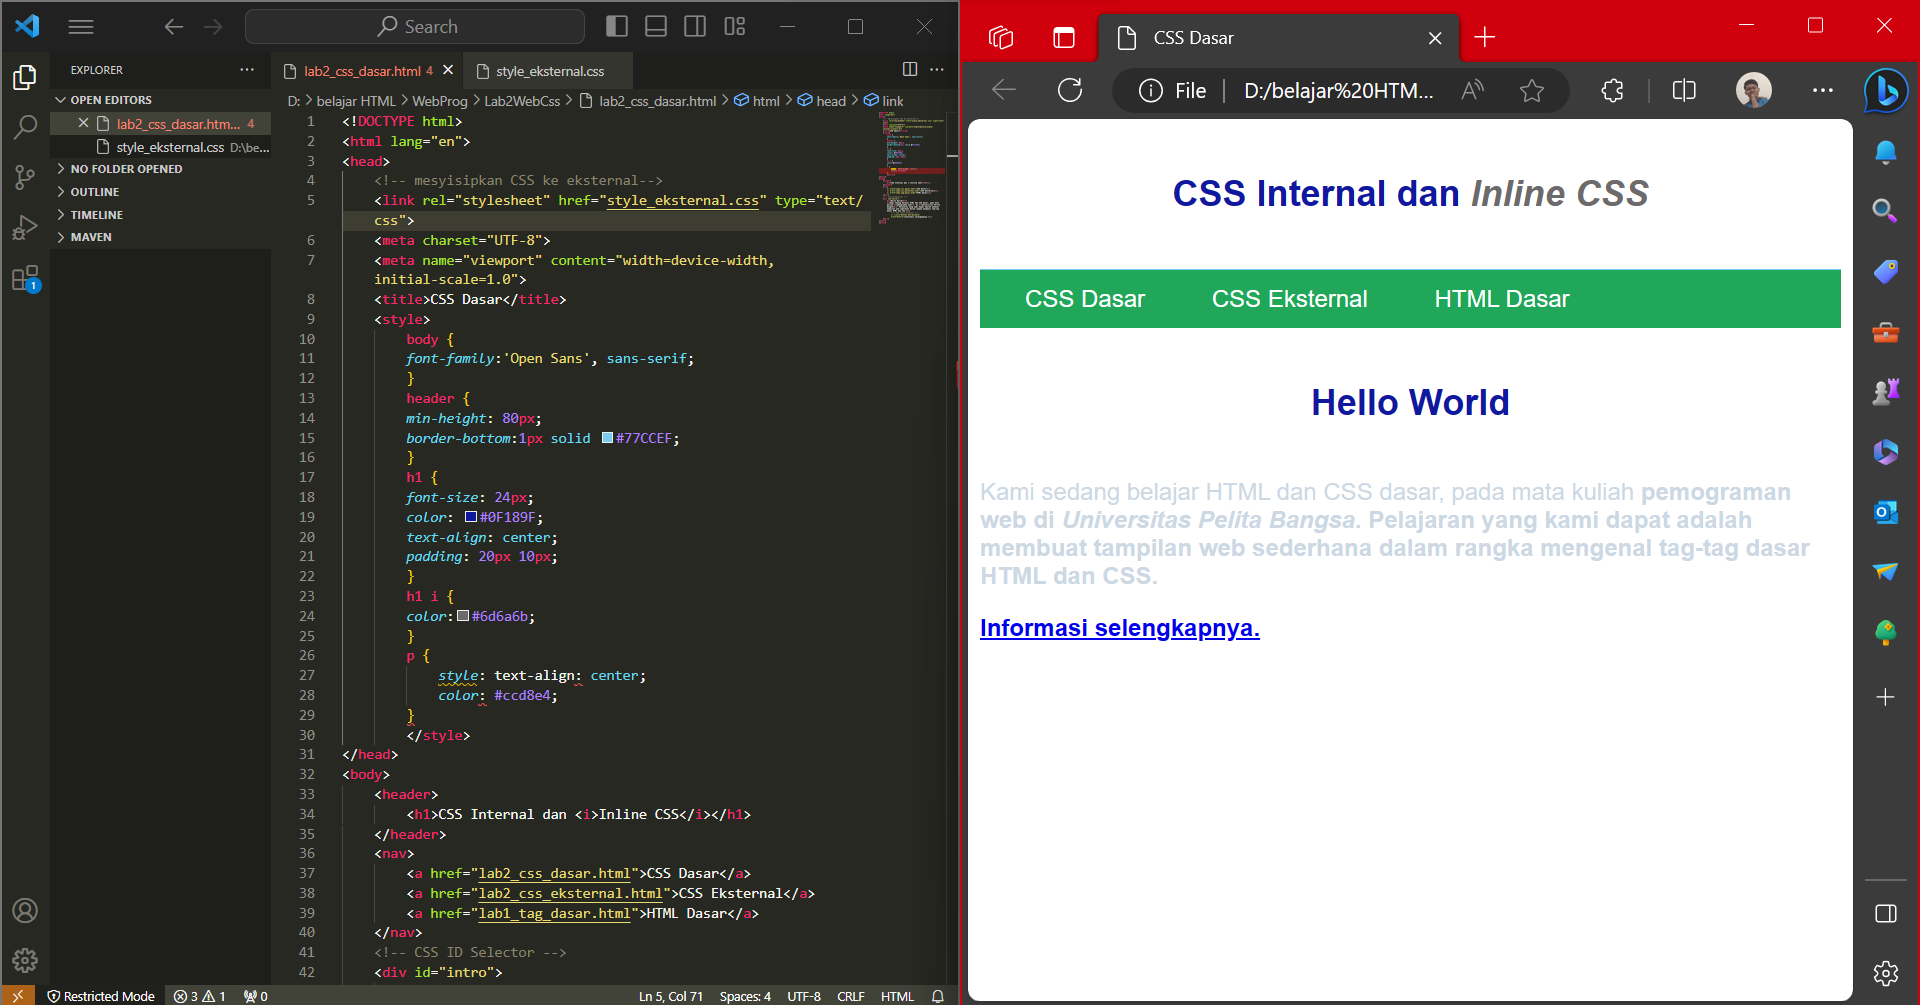 Search
EXPLORER
OPEN EDITORS
lab2_css_dasar.htm... 4
style_eksternal.css D:\be...
NO FOLDER OPENED
OUTLINE
TIMELINE
MAVEN
1
lab2_css_dasar.html 4
style_eksternal.css
D: > belajar HTML > WebProg > Lab2WebCss > lab2_css_dasar.html > html > head > link
1 <!DOCTYPE html>
2 <html lang="en">
3 <head>
4 <!-- mesyisipkan CSS ke eksternal-->
5 <link rel="stylesheet" href="style_eksternal.css" type="text/
css">
6 <meta charset="UTF-8">
7 <meta name="viewport" content="width=device-width,
initial-scale=1.0">
8 <title>CSS Dasar</title>
9 <style>
10 body {
11 font-family:'Open Sans', sans-serif;
12 }
13 header {
14 min-height: 80px;
15 border-bottom:1px solid #77CCEF;
16 }
17 h1 {
18 font-size: 24px;
19 color: #0F189F;
20 text-align: center;
21 padding: 20px 10px;
22 }
23 h1 i {
24 color:#6d6a6b;
25 }
26 p {
27 style: text-align: center;
28 color: #ccd8e4;
29 }
30 </style>
31 </head>
32 <body>
33 <header>
34 <h1>CSS Internal dan <i>Inline CSS</i></h1>
35 </header>
36 <nav>
37 <a href="lab2_css_dasar.html">CSS Dasar</a>
38 <a href="lab2_css_eksternal.html">CSS Eksternal</a>
39 <a href="lab1_tag_dasar.html">HTML Dasar</a>
40 </nav>
41 <!-- CSS ID Selector -->
42 <div id="intro">
Restricted Mode 3 1 0
Ln 5, Col 71 Spaces: 4 UTF-8 CRLF HTML
CSS Dasar
File D:/belajar%20HTM...
CSS Internal dan Inline CSS
CSS Dasar CSS Eksternal HTML Dasar
Hello World
Kami sedang belajar HTML dan CSS dasar, pada mata kuliah pemograman
web di Universitas Pelita Bangsa. Pelajaran yang kami dapat adalah
membuat tampilan web sederhana dalam rangka mengenal tag-tag dasar
HTML dan CSS.
Informasi selengkapnya.